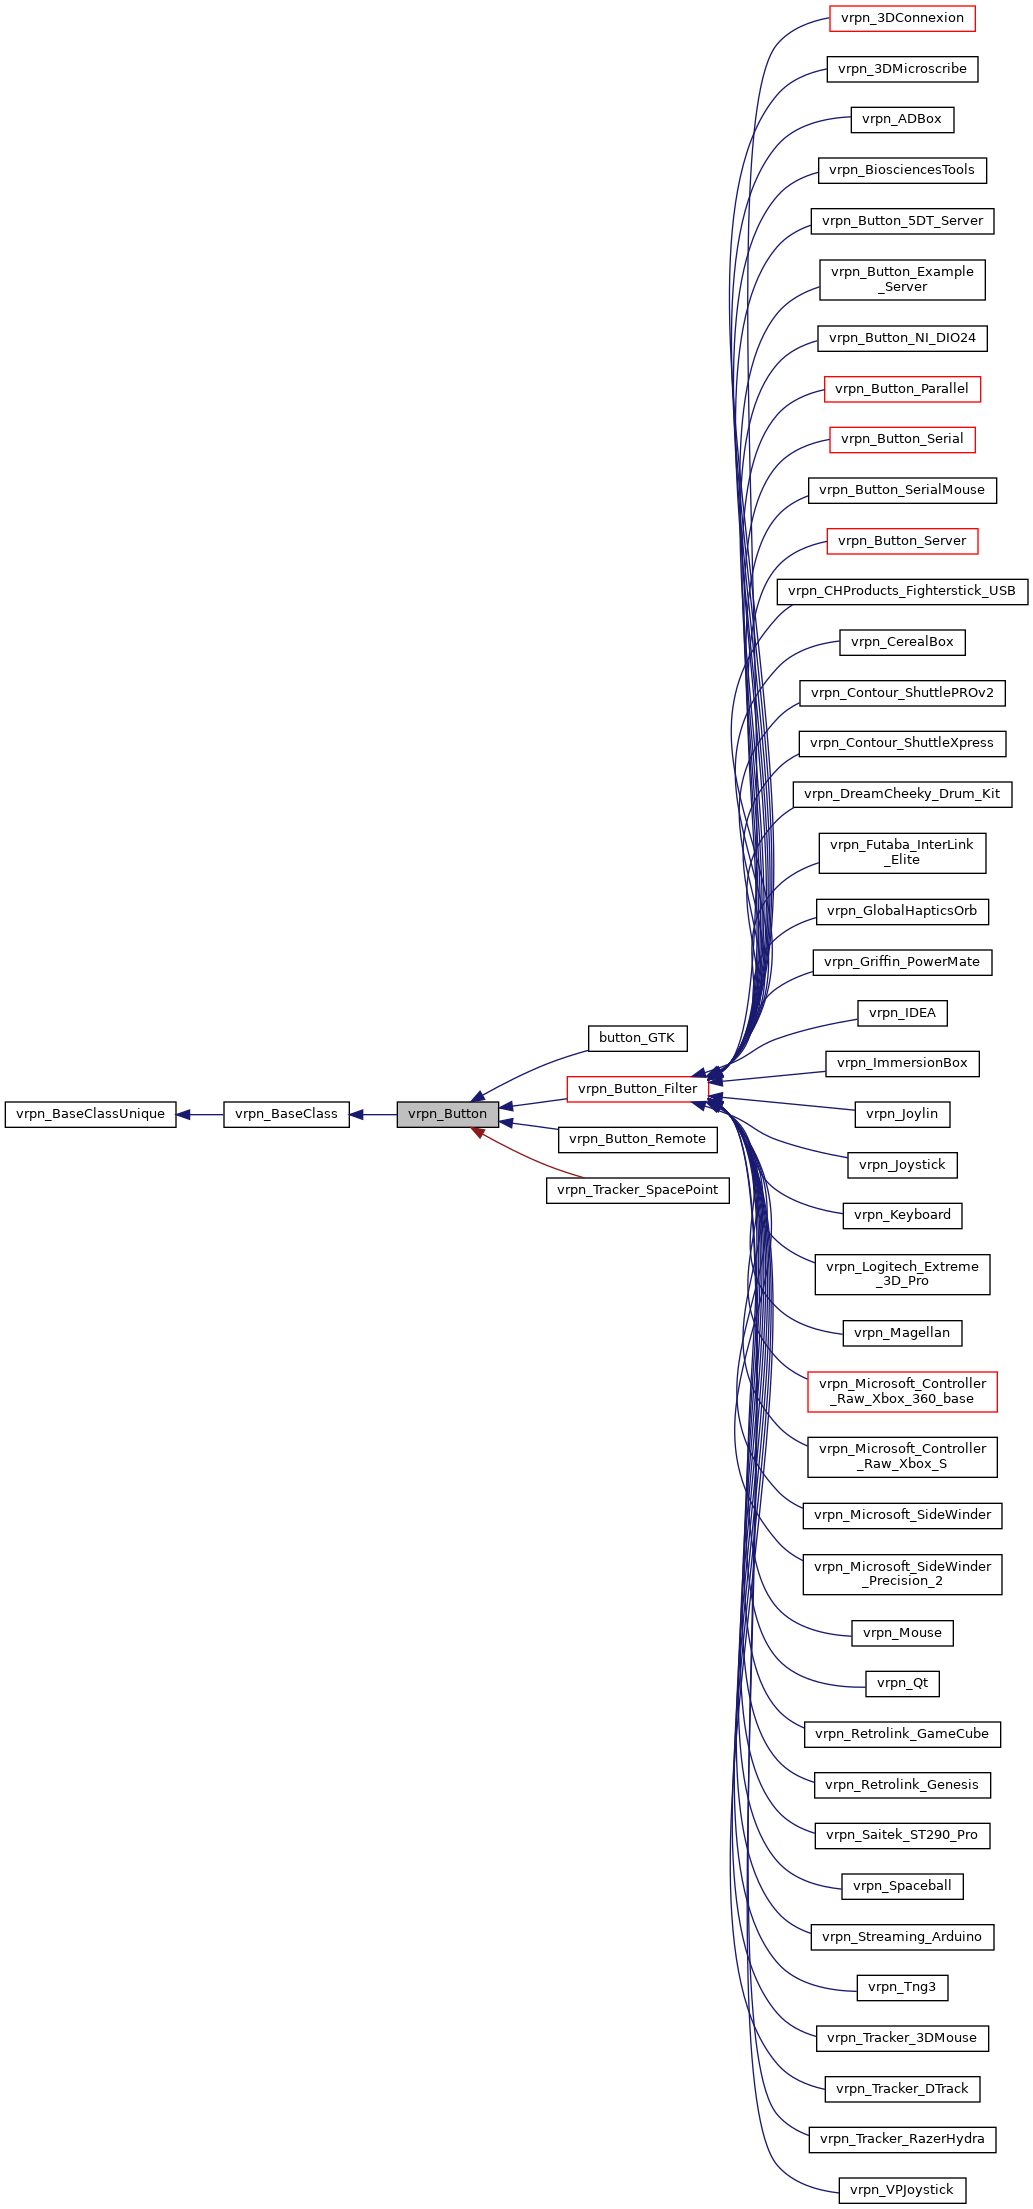 vrpn_3DConnexion
vrpn_3DMicroscribe
vrpn_ADBox
vrpn_BiosciencesTools
vrpn_Button_5DT_Server
vrpn_Button_Example
_Server
vrpn_Button_NI_DIO24
vrpn_Button_Parallel
vrpn_Button_Serial
vrpn_Button_SerialMouse
vrpn_Button_Server
vrpn_CHProducts_Fighterstick_USB
vrpn_CerealBox
vrpn_Contour_ShuttlePROv2
vrpn_Contour_ShuttleXpress
vrpn_DreamCheeky_Drum_Kit
vrpn_Futaba_InterLink
_Elite
vrpn_GlobalHapticsOrb
vrpn_Griffin_PowerMate
vrpn_IDEA
button_GTK
vrpn_ImmersionBox
vrpn_Button_Filter
vrpn_BaseClassUnique
vrpn_BaseClass
vrpn_Button
vrpn_Joylin
vrpn_Button_Remote
vrpn_Joystick
vrpn_Tracker_SpacePoint
vrpn_Keyboard
vrpn_Logitech_Extreme
_3D_Pro
vrpn_Magellan
vrpn_Microsoft_Controller
_Raw_Xbox_360_base
vrpn_Microsoft_Controller
_Raw_Xbox_S
vrpn_Microsoft_SideWinder
vrpn_Microsoft_SideWinder
_Precision_2
vrpn_Mouse
vrpn_Qt
vrpn_Retrolink_GameCube
vrpn_Retrolink_Genesis
vrpn_Saitek_ST290_Pro
vrpn_Spaceball
vrpn_Streaming_Arduino
vrpn_Tng3
vrpn_Tracker_3DMouse
vrpn_Tracker_DTrack
vrpn_Tracker_RazerHydra
vrpn_VPJoystick